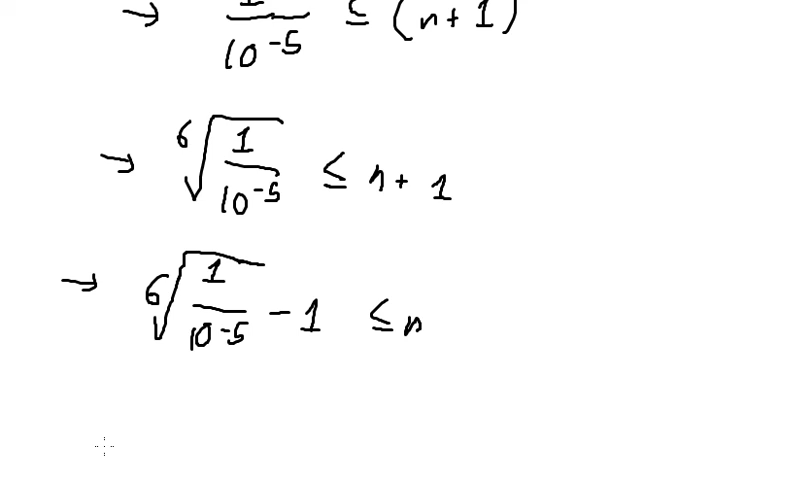 → 1/10^-5 ≤ (n+1)
→ ⁶√(1/10^-5) ≤ n+1
→ ⁶√(1/10^-5) - 1 ≤ n